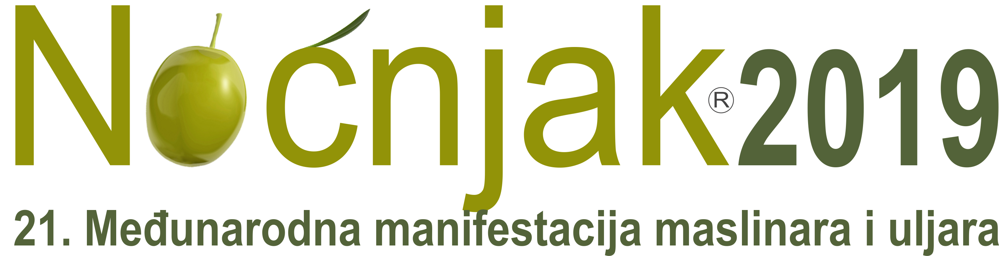 Noćnjak® 2019
21. Međunarodna manifestacija maslinara i uljara